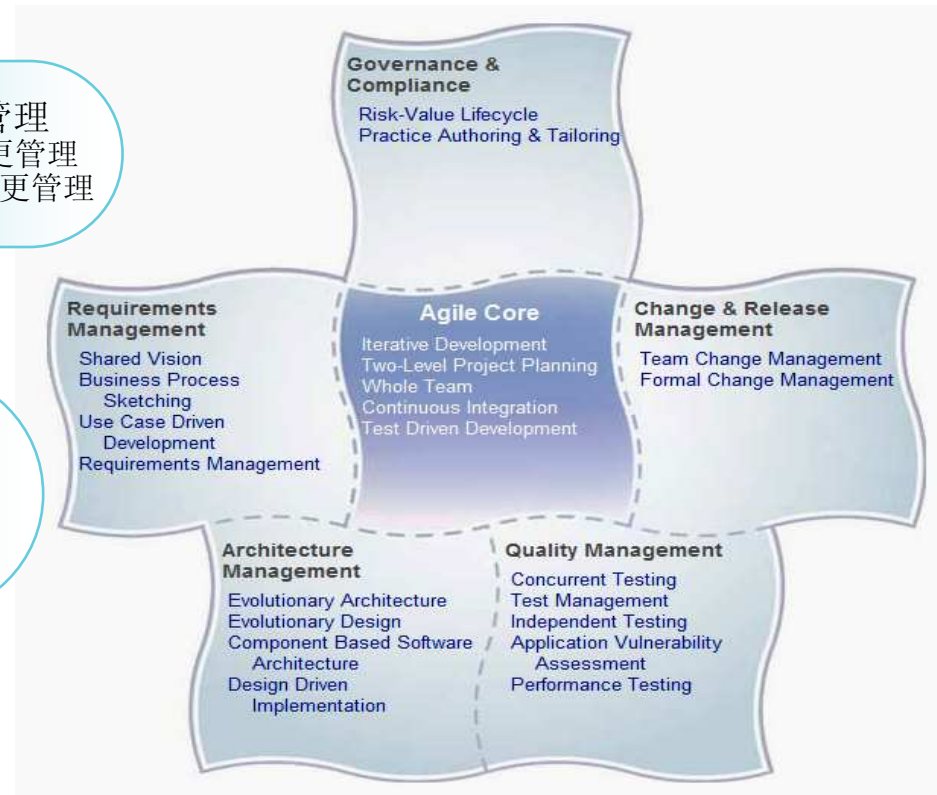 Governance &
Compliance
Risk-Value Lifecycle
Practice Authoring & Tailoring
管理
更管理
更管理
Requirements
Management
Shared Vision
Business Process
Sketching
Use Case Driven
Development
Requirements Management
Agile Core
Iterative Development
Two-Level Project Planning
Whole Team
Continuous Integration
Test Driven Development
Change & Release
Management
Team Change Management
Formal Change Management
Architecture
Management
Evolutionary Architecture
Evolutionary Design
Component Based Software
Architecture
Design Driven
Implementation
Quality Management
Concurrent Testing
Test Management
Independent Testing
Application Vulnerability
Assessment
Performance Testing